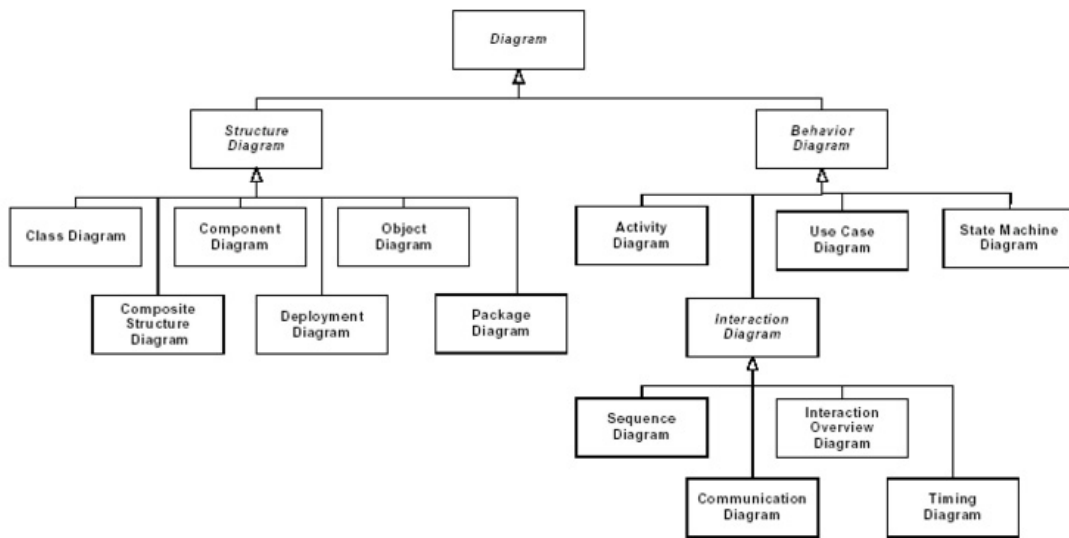 Diagram
Structure
Diagram
Behavior
Diagram
Class Diagram
Component
Diagram
Object
Diagram
Activity
Diagram
Use Case
Diagram
State Machine
Diagram
Composite
Structure
Diagram
Deployment
Diagram
Package
Diagram
Interaction
Diagram
Sequence
Diagram
Interaction
Overview
Diagram
Communication
Diagram
Timing
Diagram